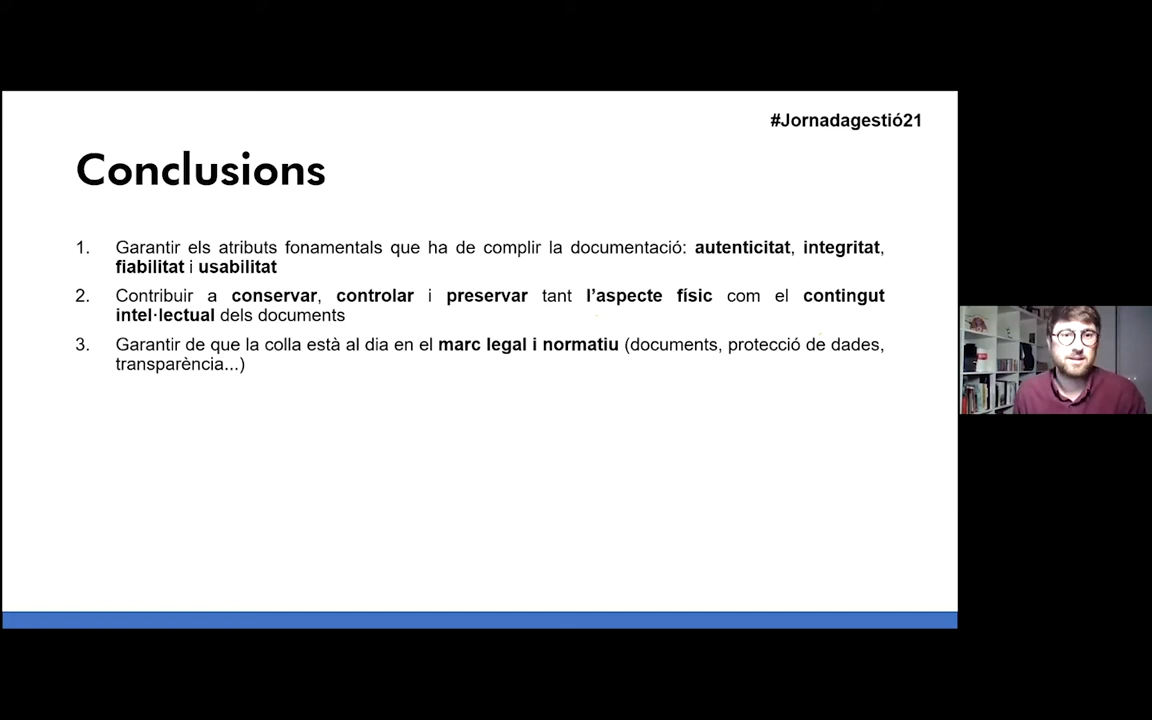 #Jornadagestió21
Conclusions
1. Garantir els atributs fonamentals que ha de complir la documentació: autenticitat, integritat,
fiabilitat i usabilitat
2. Contribuir a conservar, controlar i preservar tant l’aspecte físic com el contingut
intel·lectual dels documents
3. Garantir de que la colla està al dia en el marc legal i normatiu (documents, protecció de dades,
transparència...)